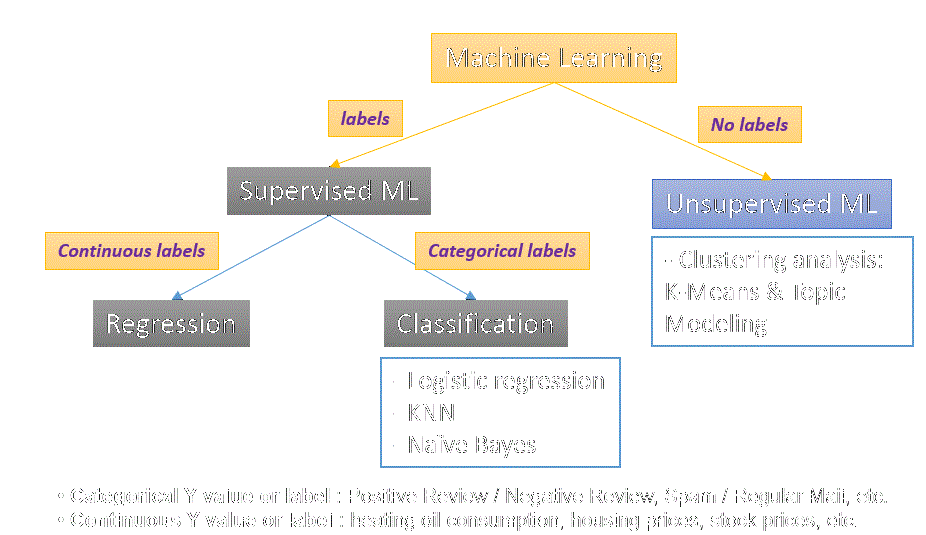 Machine Learning
labels
No labels
Supervised ML
Unsupervised ML
Continuous labels
Categorical labels
- Clustering analysis:
K-Means & Topic
Modeling
Regression
Classification
- Logistic regression
- KNN
- Naïve Bayes
• Categorical Y value or label : Positive Review / Negative Review, Spam / Regular Mail, etc.
• Continuous Y value or label : heating oil consumption, housing prices, stock prices, etc.